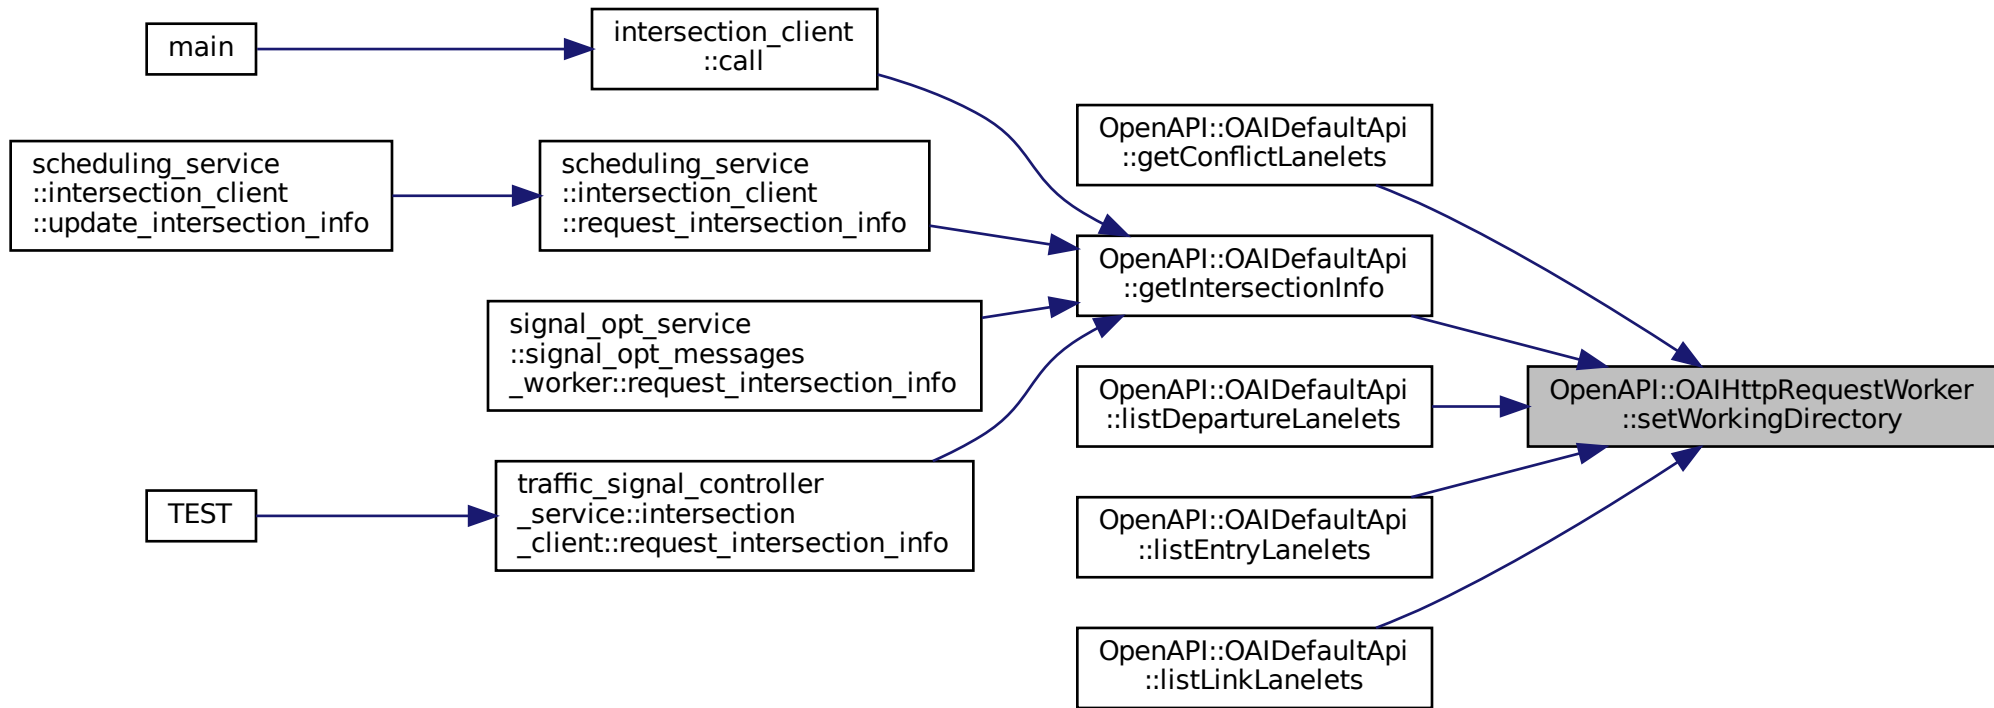 main
intersection_client
::call
scheduling_service
::intersection_client
::update_intersection_info
scheduling_service
::intersection_client
::request_intersection_info
signal_opt_service
::signal_opt_messages
_worker::request_intersection_info
TEST
traffic_signal_controller
_service::intersection
_client::request_intersection_info
OpenAPI::OAIDefaultApi
::getConflictLanelets
OpenAPI::OAIDefaultApi
::getIntersectionInfo
OpenAPI::OAIDefaultApi
::listDepartureLanelets
OpenAPI::OAIDefaultApi
::listEntryLanelets
OpenAPI::OAIDefaultApi
::listLinkLanelets
OpenAPI::OAIHttpRequestWorker
::setWorkingDirectory